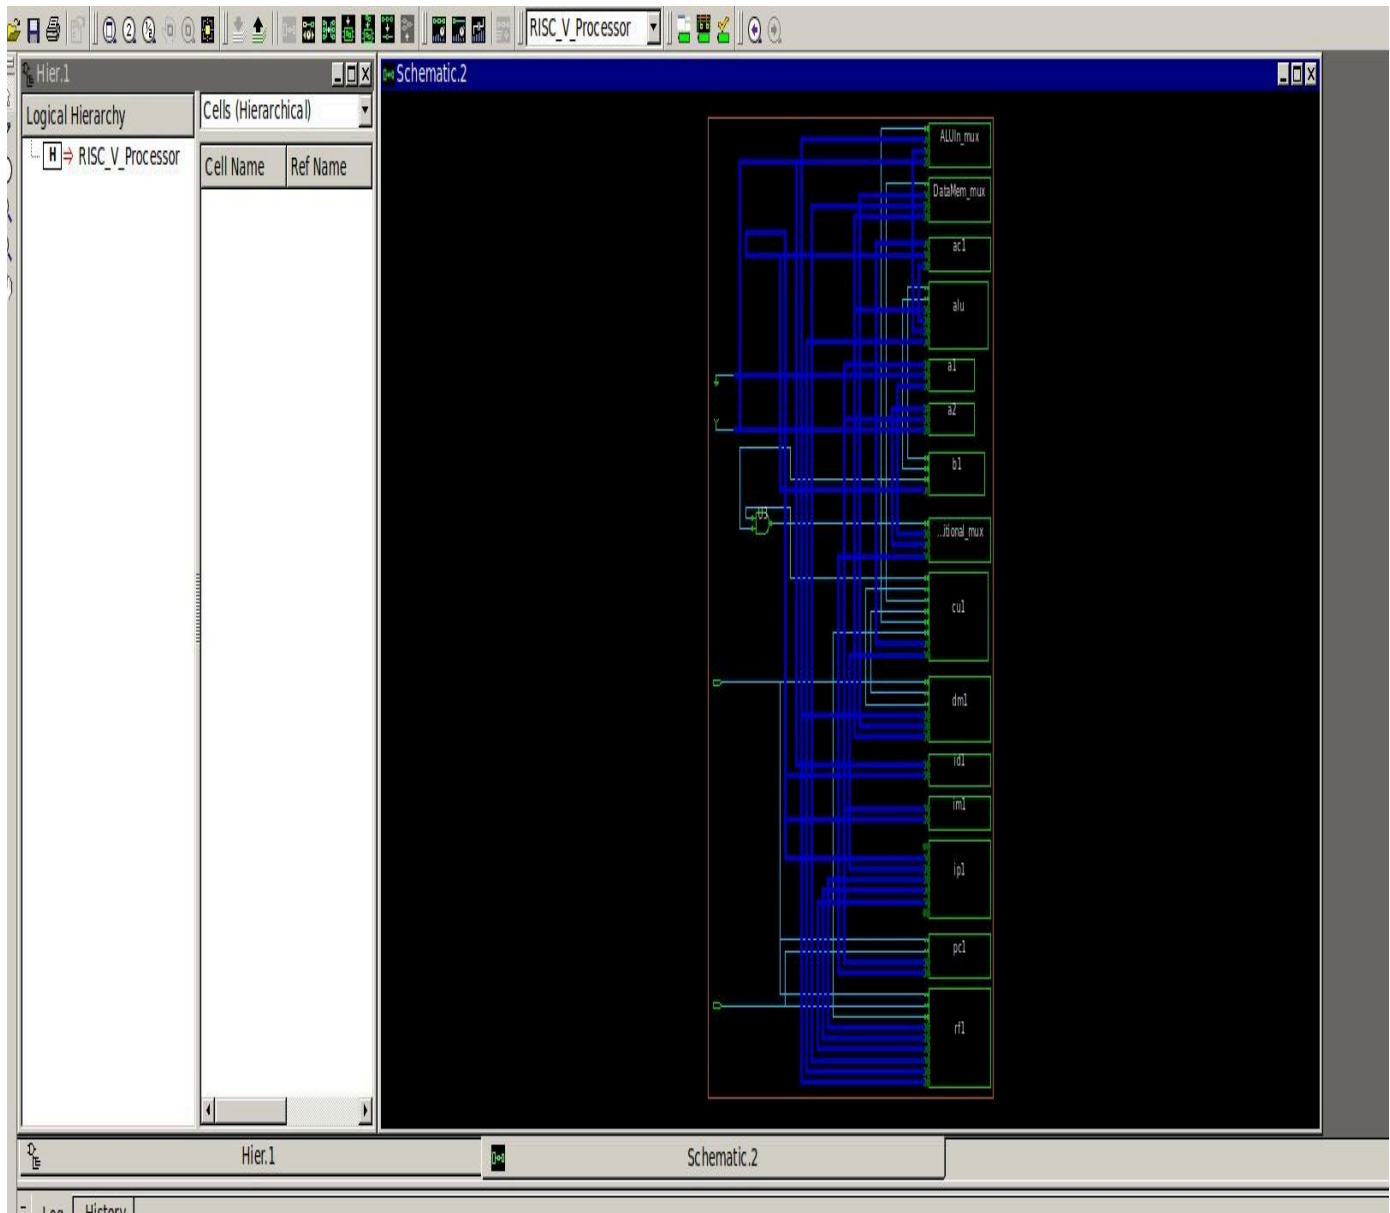 RISC_V_Processor
Hier.1
Schematic.2
Logical Hierarchy
Cells (Hierarchical)
H RISC_V_Processor
Cell Name
Ref Name
ALUIn_mux
DataMem_mux
ac1
alu
a1
a2
b1
U3
...itional_mux
cu1
dm1
id1
im1
ip1
pc1
rf1
Hier.1
Schematic.2
Log
History